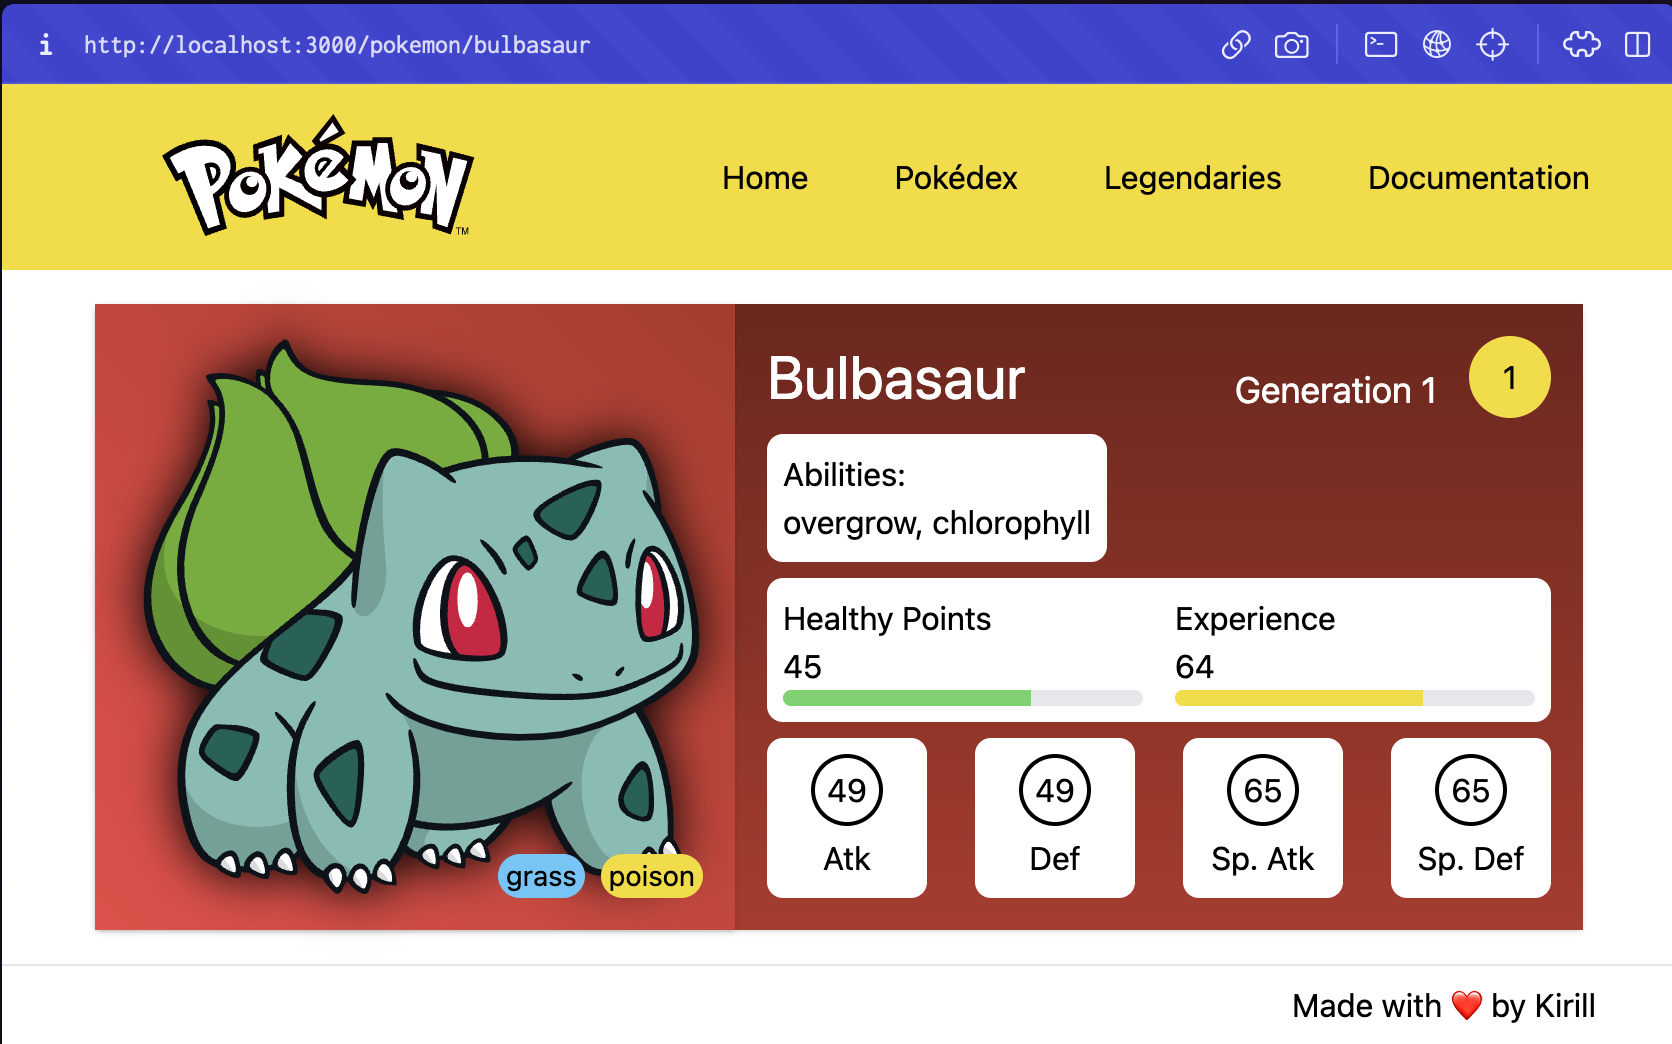 http://localhost:3000/pokemon/bulbasaur
POKéMON TM
Home Pokédex Legendaries Documentation
Bulbasaur
Generation 1
1
Abilities:
overgrow, chlorophyll
Healthy Points
45
Experience
64
49
Atk
49
Def
65
Sp. Atk
65
Sp. Def
grass poison
Made with ❤️ by Kirill